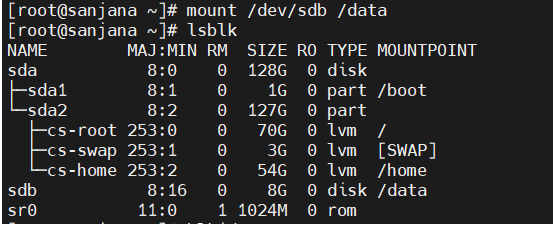 [root@sanjana ~]# mount /dev/sdb /data
[root@sanjana ~]# lsblk
NAME        MAJ:MIN RM  SIZE RO TYPE MOUNTPOINT
sda           8:0    0  128G  0 disk
├─sda1        8:1    0    1G  0 part /boot
└─sda2        8:2    0  127G  0 part
  ├─cs-root 253:0    0   70G  0 lvm  /
  ├─cs-swap 253:1    0    3G  0 lvm  [SWAP]
  └─cs-home 253:2    0   54G  0 lvm  /home
sdb           8:16   0    8G  0 disk /data
sr0          11:0    1 1024M  0 rom